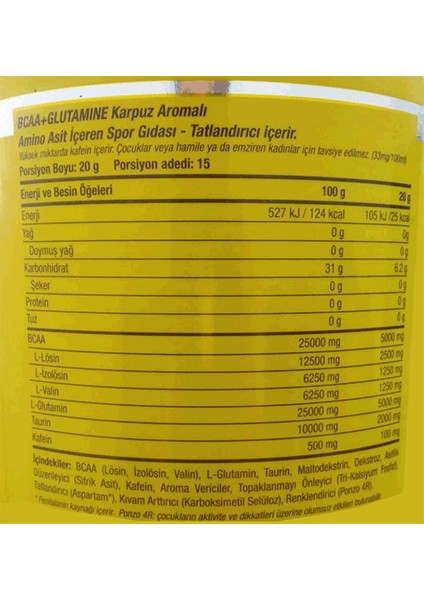 BCAA+GLUTAMINE Karpuz Aromalı
Amino Asit İçeren Spor Gıdası - Tatlandırıcı içerir.
Yüksek miktarda kafein içerir. Çocuklar veya hamile ya da emziren kadınlar için tavsiye edilmez. (33mg/100ml)
Porsiyon Boyu: 20 g Porsiyon adedi: 15
Enerji ve Besin Öğeleri 100 g 20 g
Enerji 527 kJ / 124 kcal 105 kJ /25 kcal
Yağ 0 g 0g
Doymuş yağ 0 g 0g
Karbonhidrat 31 g 6.2 g
Şeker 0 g 0 g
Protein 0 g 0 g
Tuz 0 g 0 g
BCAA 25000 mg 5000 mg
L-Lösin 12500 mg 2500 mg
L-İzolösin 6250 mg 1250 mg
L-Valin 6250 mg 1250 mg
L-Glutamin 25000 mg 5000 mg
Taurin 10000 mg 2000 mg
Kafein 500 mg 100 mg
İçindekiler: BCAA (Lösin, İzolösin, Valin), L-Glutamin, Taurin, Maltodekstrin, Dekstroz, Asitlik
Düzenleyici (Sitrik Asit), Kafein, Aroma Vericiler, Topaklanmayı Önleyici (Tri-Kalsiyum Fosfat),
Tatlandırıcı (Aspartam*), Kıvam Arttırıcı (Karboksimetil Selüloz), Renklendirici (Ponzo 4R).
* Fenilalanin kaynağı içerir. Ponzo 4R: çocukların aktivite ve dikkatleri üzerine olumsuz etkileri bulunabilir.